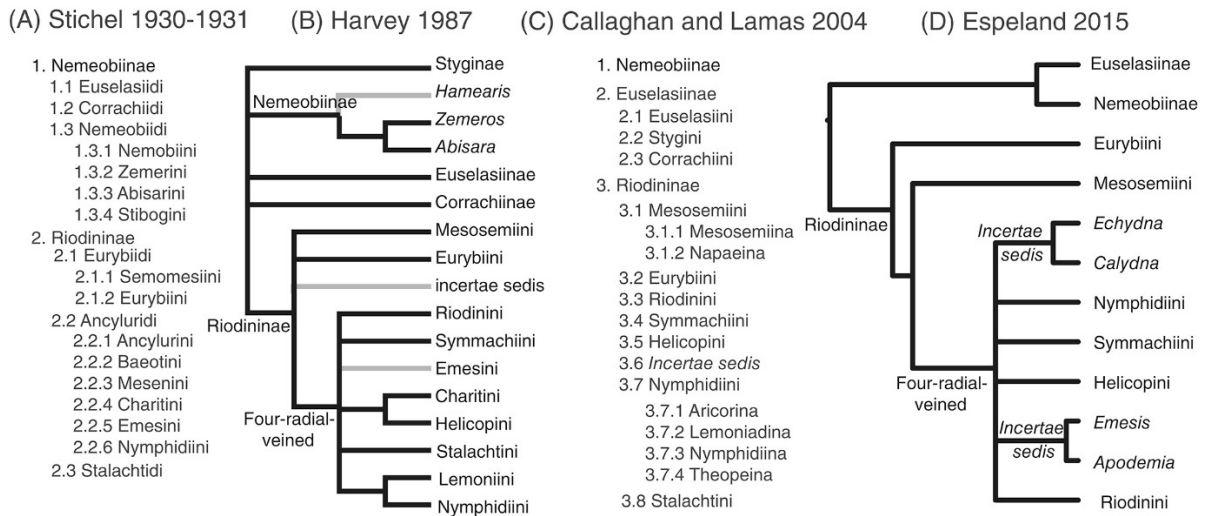 (A) Stichel 1930-1931
1. Nemeobiinae
1.1 Euselasiidi
1.2 Corrachiidi
1.3 Nemeobiidi
1.3.1 Nemobiini
1.3.2 Zemerini
1.3.3 Abisarini
1.3.4 Stibogini
2. Riodininae
2.1 Eurybiidi
2.1.1 Semomesiini
2.1.2 Eurybiini
2.2 Ancyluridi
2.2.1 Ancylurini
2.2.2 Baeotini
2.2.3 Mesenini
2.2.4 Charitini
2.2.5 Emesini
2.2.6 Nymphidiini
2.3 Stalachtidi
(B) Harvey 1987
Styginae
Nemeobiinae
Hamearis
Zemeros
Abisara
Euselasiinae
Corrachiinae
Mesosemiini
Eurybiini
incertae sedis
Riodininae
Riodinini
Symmachiini
Emesini
Charitini
Four-radial-
veined
Helicopini
Stalachtini
Lemoniini
Nymphidiini
(C) Callaghan and Lamas 2004
1. Nemeobiinae
2. Euselasiinae
2.1 Euselasiini
2.2 Stygini
2.3 Corrachiini
3. Riodininae
3.1 Mesosemiini
3.1.1 Mesosemiina
3.1.2 Napaeina
3.2 Eurybiini
3.3 Riodinini
3.4 Symmachiini
3.5 Helicopini
3.6 Incertae sedis
3.7 Nymphidiini
3.7.1 Aricorina
3.7.2 Lemoniadina
3.7.3 Nymphidiina
3.7.4 Theopeina
3.8 Stalachtini
(D) Espeland 2015
Euselasiinae
Nemeobiinae
Eurybiini
Mesosemiini
Riodininae
Incertae
sedis
Echydna
Calydna
Nymphidiini
Symmachiini
Four-radial-
veined
Helicopini
Incertae
sedis
Emesis
Apodemia
Riodinini